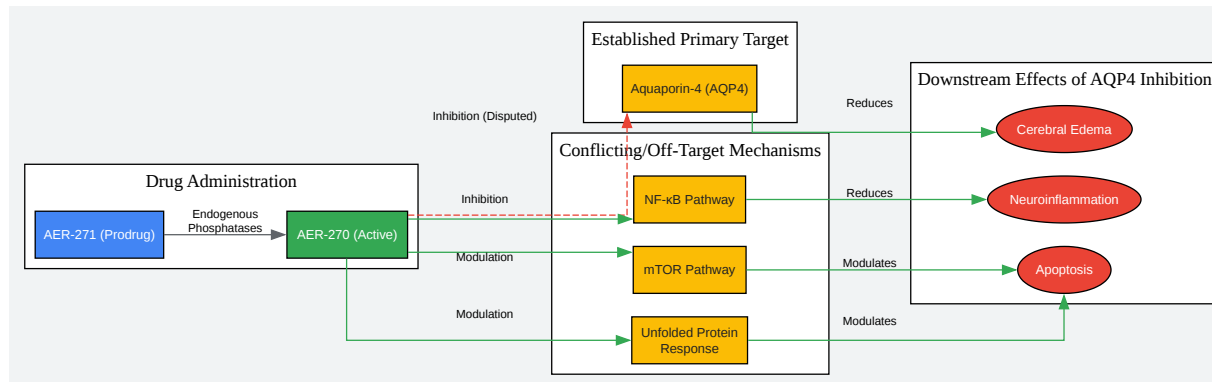 Established Primary Target
Aquaporin-4 (AQP4)
Downstream Effects of AQP4 Inhibition
Reduces
Cerebral Edema
Inhibition (Disputed)
Conflicting/Off-Target Mechanisms
Drug Administration
AER-271 (Prodrug)
Endogenous
Phosphatases
AER-270 (Active)
Inhibition
NF-κB Pathway
Reduces
Neuroinflammation
Modulation
mTOR Pathway
Modulates
Apoptosis
Modulation
Unfolded Protein
Response
Modulates